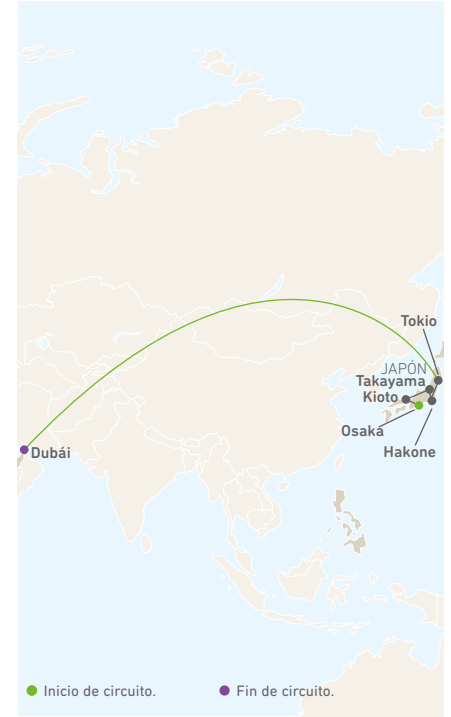 Tokio
JAPÓN
Takayama
Kioto
Osaka
Hakone
Dubái
Inicio de circuito.
Fin de circuito.